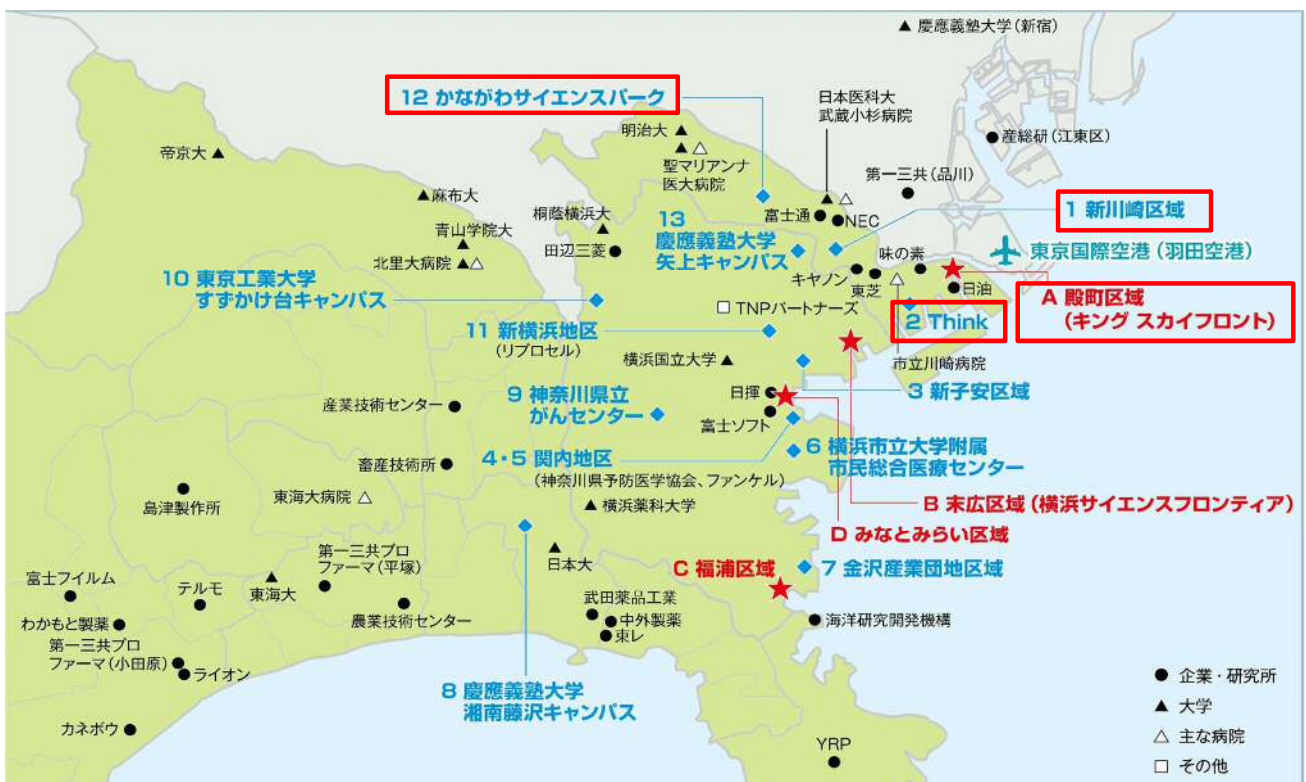 ▲ 慶應義塾大学(新宿)
12 かながわサイエンスパーク
日本医科大
武蔵小杉病院
明治大 ▲
▲ △
聖マリアンナ
医大病院
● 産総研(江東区)
帝京大 ▲
第一三共(品川)
▲麻布大
桐蔭横浜大
▲
青山学院大
▲
13
慶應義塾大学
矢上キャンパス
▲ △
富士通 ●
●NEC
1 新川崎区域
田辺三菱 ●
北里大病院 ▲△
味の素
東京国際空港(羽田空港)
10 東京工業大学
すずかけ台キャンパス
キヤノン
東芝
日油
A 殿町区域
(キング スカイフロント)
□ TNPパートナーズ
2 Think
11 新横浜地区
(リプロセル)
横浜国立大学 ▲
市立川崎病院
3 新子安区域
9 神奈川県立
がんセンター
日揮
富士ソフト
産業技術センター ●
4・5 関内地区
(神奈川県予防医学協会、ファンケル)
6 横浜市立大学附属
市民総合医療センター
畜産技術所 ●
島津製作所
東海大病院 △
▲ 横浜薬科大学
B 末広区域(横浜サイエンスフロンティア)
D みなとみらい区域
第一三共プロ
ファーマ(平塚)
日本大
C 福浦区域
7 金沢産業団地区域
富士フイルム
テルモ
東海大
農業技術センター
武田薬品工業
●中外製薬
●東レ
●海洋研究開発機構
わかもと製薬 ●
第一三共プロ
ファーマ(小田原)
●ライオン
8 慶應義塾大学
湘南藤沢キャンパス
カネボウ ●
YRP
● 企業・研究所
▲ 大学
△ 主な病院
□ その他